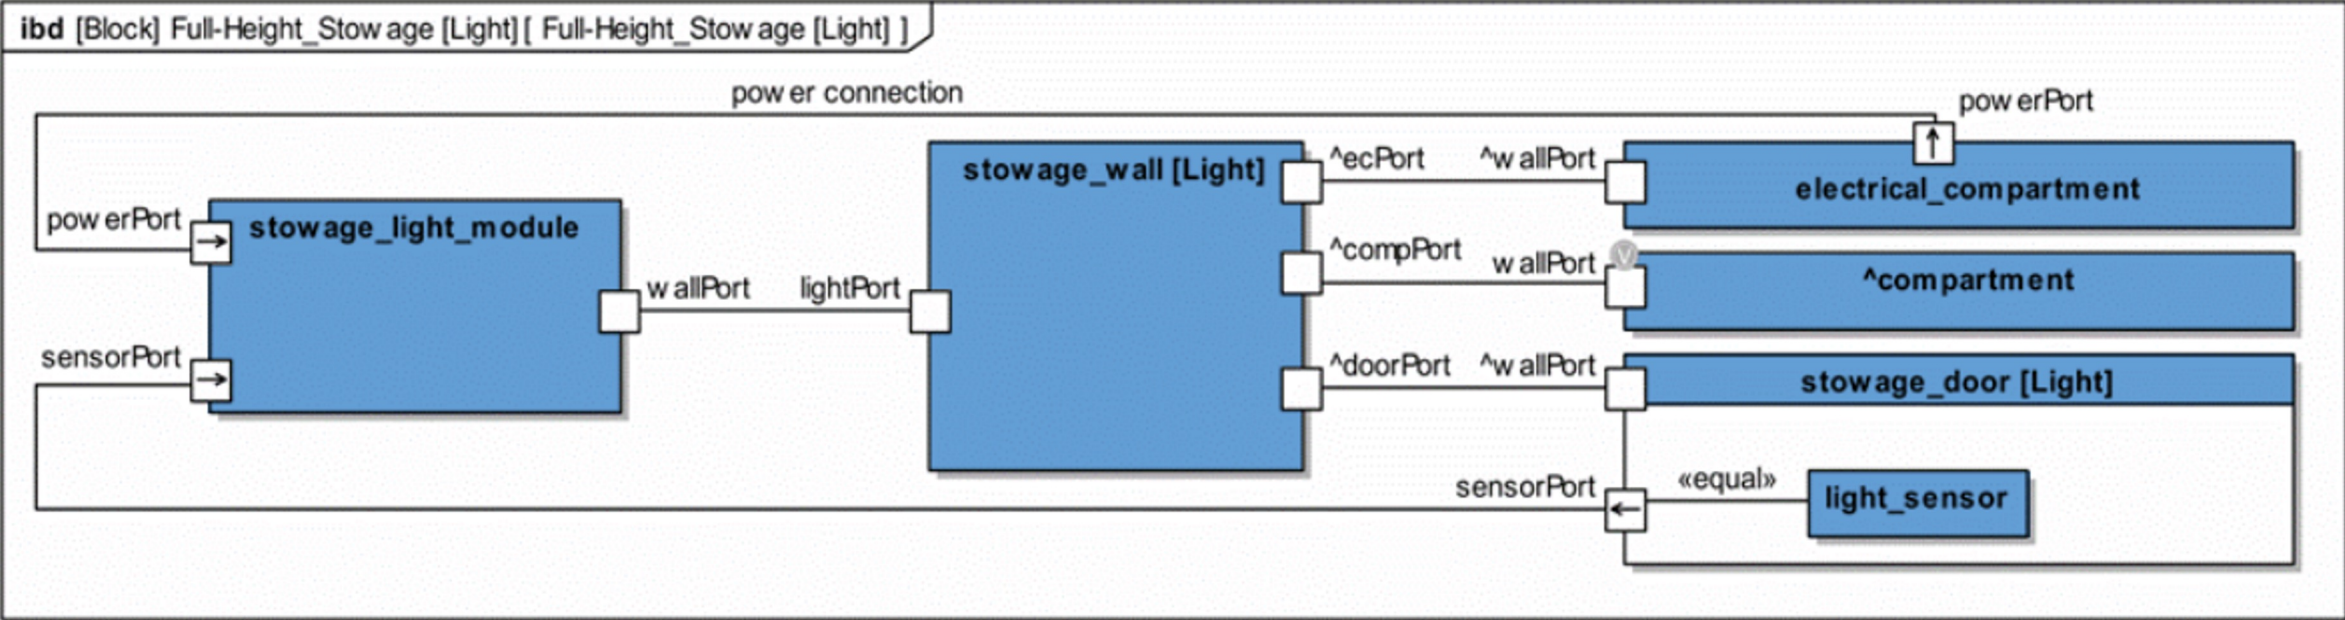 ibd [Block] Full-Height_Stowage [Light] [ Full-Height_Stowage [Light] ]
power connection
powerPort
stowage_wall [Light]
^ecPort
^wallPort
electrical_compartment
powerPort
stowage_light_module
^compPort
wallPort
V
^compartment
wallPort
lightPort
sensorPort
^doorPort
^wallPort
stowage_door [Light]
sensorPort
«equal»
light_sensor